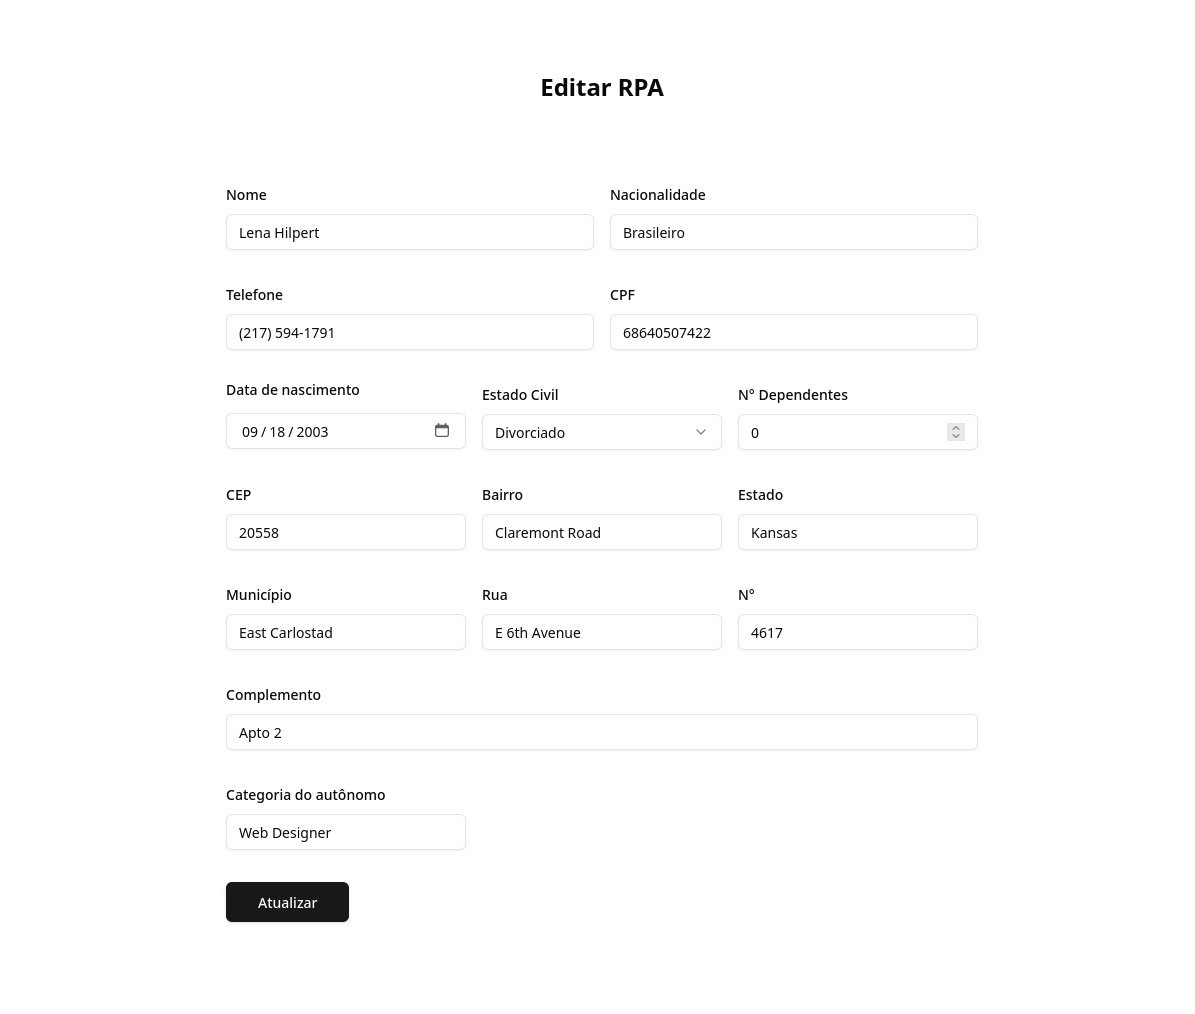 Editar RPA
Nome
Nacionalidade
Lena Hilpert
Brasileiro
Telefone
CPF
(217) 594-1791
68640507422
Data de nascimento
Estado Civil
Nº Dependentes
09 / 18 / 2003
Divorciado
0
CEP
Bairro
Estado
20558
Claremont Road
Kansas
Município
Rua
Nº
East Carlostad
E 6th Avenue
4617
Complemento
Apto 2
Categoria do autônomo
Web Designer
Atualizar